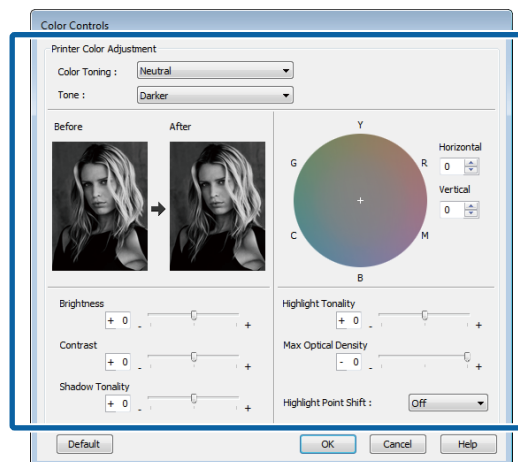 Color Controls
Printer Color Adjustment
Color Toning : Neutral
Tone : Darker
Before After
Y
G R
C M
B
Horizontal
0
Vertical
0
Brightness
+ 0 - +
Contrast
+ 0 - +
Shadow Tonality
+ 0 - +
Highlight Tonality
+ 0 - +
Max Optical Density
- 0 - +
Highlight Point Shift : Off
Default OK Cancel Help